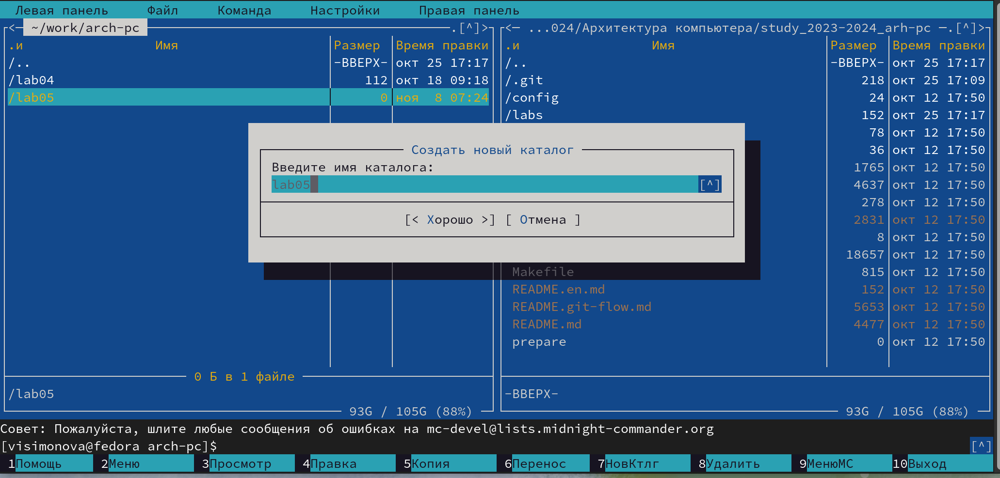 Левая панель Файл Команда Настройки Правая панель
<─ ~/work/arch-pc .[^]> <─ ...024/Архитектура компьютера/study_2023-2024_arh-pc ─.[^]>
.и Имя Размер Время правки .и Имя Размер Время правки
/.. -ВВЕРХ- окт 25 17:17 /.. -ВВЕРХ- окт 25 17:17
/lab04 112 окт 18 09:18 /.git 218 окт 25 17:09
/lab05 0 ноя 8 07:24 /config 24 окт 12 17:50
/labs 152 окт 25 17:17
78 окт 12 17:50
Создать новый каталог 36 окт 12 17:50
Введите имя каталога: 1765 окт 12 17:50
lab05 [^] 4637 окт 12 17:50
278 окт 12 17:50
[< Хорошо >] [ Отмена ] 2831 окт 12 17:50
8 окт 12 17:50
18657 окт 12 17:50
Makefile 815 окт 12 17:50
README.en.md 152 окт 12 17:50
README.git-flow.md 5653 окт 12 17:50
README.md 4477 окт 12 17:50
prepare 0 окт 12 17:50
0 Б в 1 файле
/lab05 -ВВЕРХ-
93G / 105G (88%) 93G / 105G (88%)
Совет: Пожалуйста, шлите любые сообщения об ошибках на mc-devel@lists.midnight-commander.org
[visimonova@fedora arch-pc]$ [^]
1Помощь 2Меню 3Просмотр 4Правка 5Копия 6Перенос 7НовКтлг 8Удалить 9МенюМС 10Выход